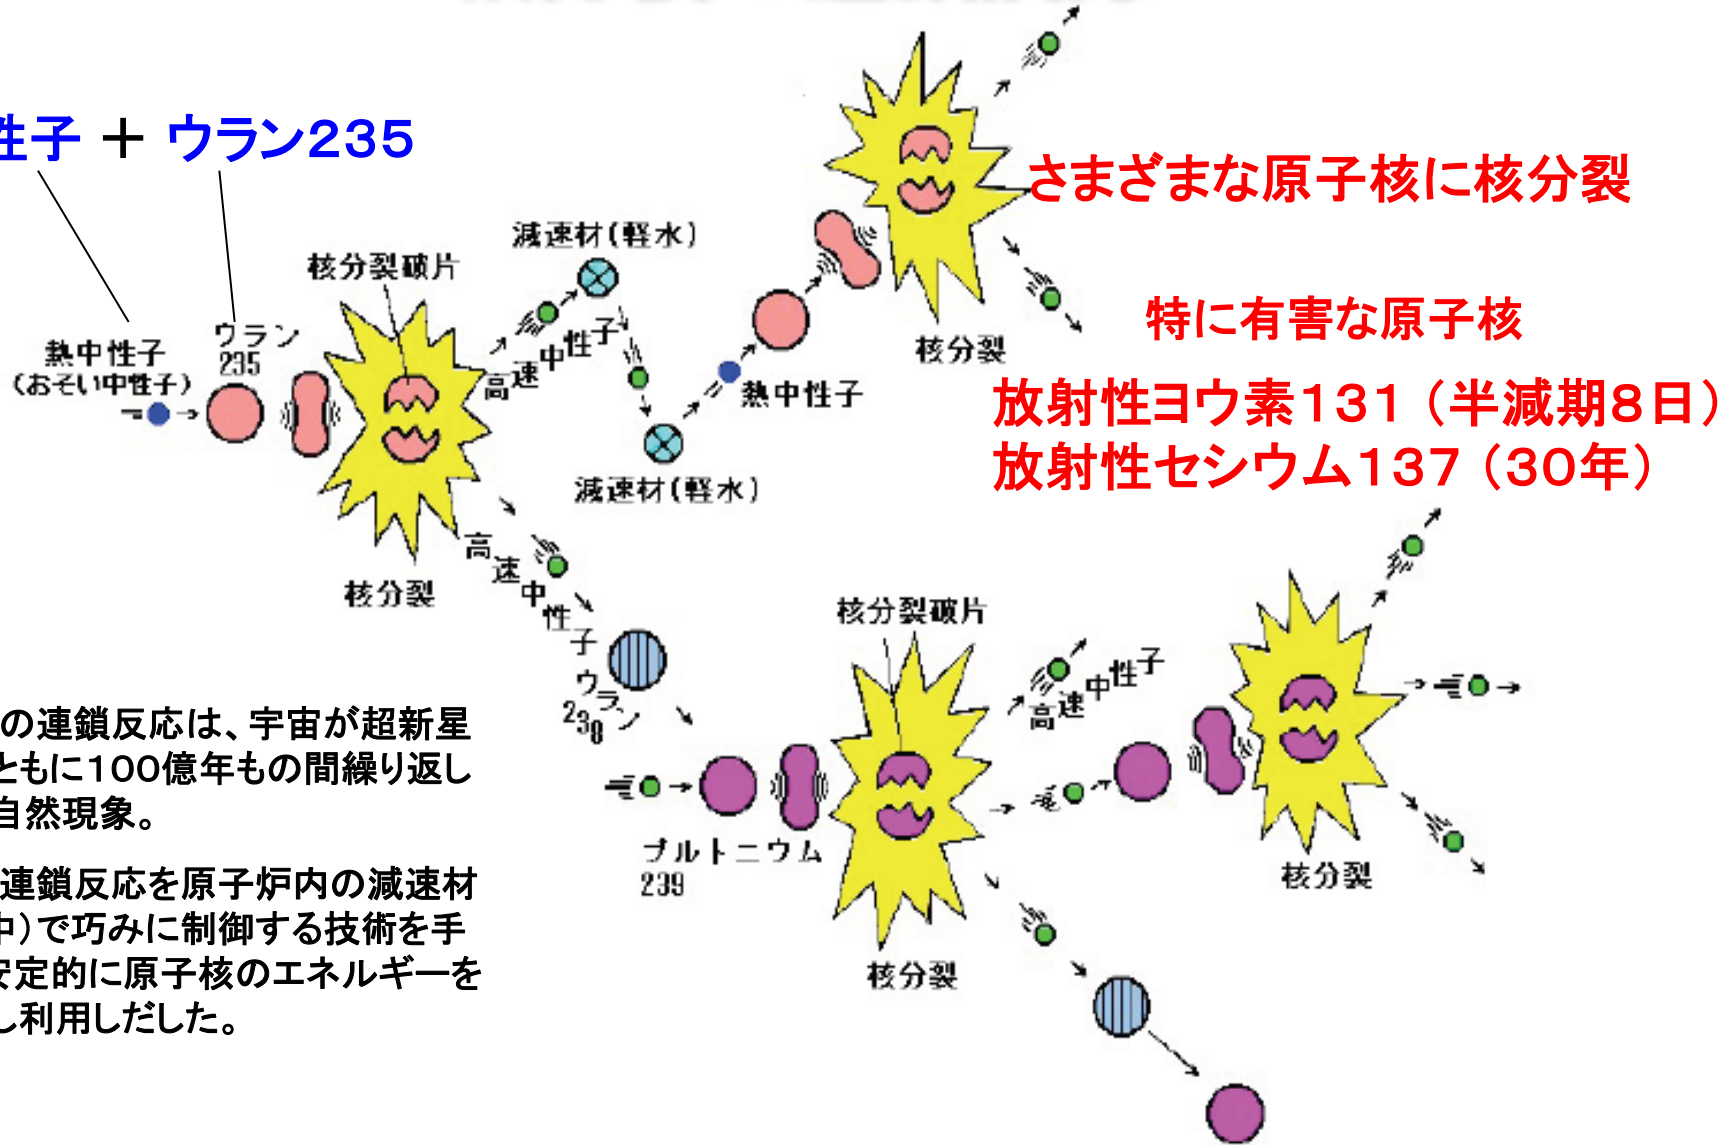 性子 ＋ ウラン235
さまざまな原子核に核分裂
減速材(軽水)
核分裂破片
特に有害な原子核
ウラン
235
高速中性子
核分裂
熱中性子
(おそい中性子)
熱中性子
放射性ヨウ素131（半減期8日）
放射性セシウム137（30年）
減速材(軽水)
高速中性子
核分裂
核分裂破片
ウラン
238
高速中性子
の連鎖反応は、宇宙が超新星
ともに100億年もの間繰り返し
自然現象。
プルトニウム
239
核分裂
連鎖反応を原子炉内の減速材
中）で巧みに制御する技術を手
安定的に原子核のエネルギーを
し利用しだした。
核分裂